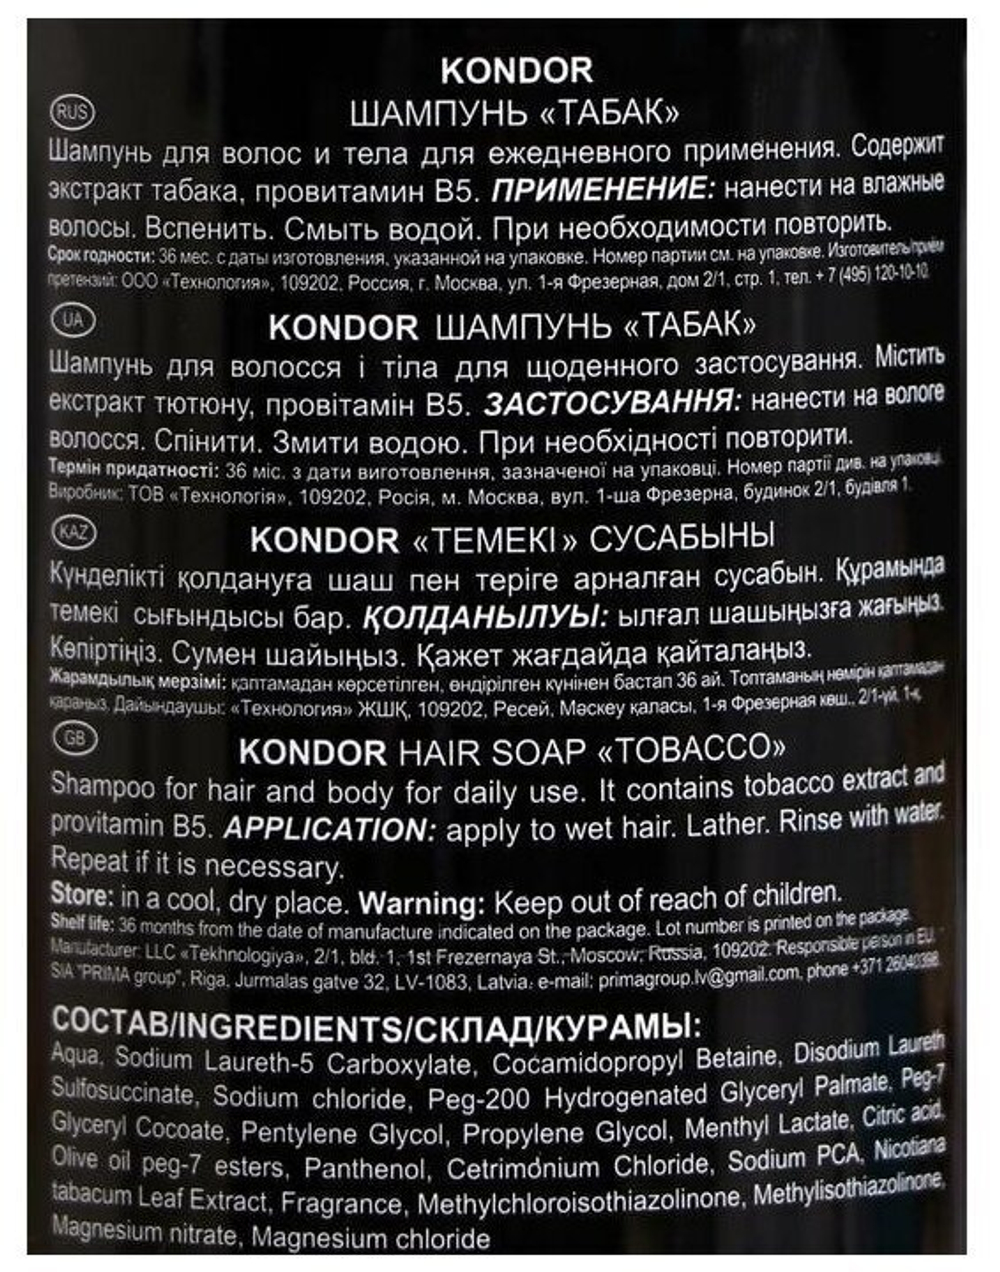 KONDOR
RUS
ШАМПУНЬ «ТАБАК»
Шампунь для волос и тела для ежедневного применения. Содержит
экстракт табака, провитамин B5. ПРИМЕНЕНИЕ: нанести на влажные
волосы. Вспенить. Смыть водой. При необходимости повторить.
Срок годности: 36 мес. с даты изготовления, указанной на упаковке. Номер партии см. на упаковке. Изготовитель/приём
претензий: ООО «Технология», 109202, Россия, г. Москва, ул. 1-я Фрезерная, дом 2/1, стр. 1, тел. + 7 (495) 120-10-10.
UA
KONDOR ШАМПУНЬ «ТАБАК»
Шампунь для волосся і тіла для щоденного застосування. Містить
екстракт тютюну, провітамін B5. ЗАСТОСУВАННЯ: нанести на вологе
волосся. Спінити. Змити водою. При необхідності повторити.
Термін придатності: 36 міс. з дати виготовлення, зазначеної на упаковці. Номер партії див. на упаковці.
Виробник: ТОВ «Технологія», 109202, Росія, м. Москва, вул. 1-ша Фрезерна, будинок 2/1, будівля 1.
KAZ
KONDOR «ТЕМЕКІ» СУСАБЫНЫ
Күнделікті қолдануға шаш пен теріге арналған сусабын. Құрамында
темекі сығындысы бар. ҚОЛДАНЫЛУЫ: ылғал шашыңызға жағыңыз.
Көпіртіңіз. Сумен шайыңыз. Қажет жағдайда қайталаңыз.
Жарамдылық мерзімі: қаптамадан көрсетілген, өндірілген күнінен бастап 36 ай. Топтаманың нөмірін қаптамадан
қараңыз. Дайындаушы: «Технология» ЖШҚ, 109202, Ресей, Мәскеу қаласы, 1-я Фрезерная көш., 2/1-үй, 1-қ.
GB
KONDOR HAIR SOAP «TOBACCO»
Shampoo for hair and body for daily use. It contains tobacco extract and
provitamin B5. APPLICATION: apply to wet hair. Lather. Rinse with water.
Repeat if it is necessary.
Store: in a cool, dry place. Warning: Keep out of reach of children.
Shelf life: 36 months from the date of manufacture indicated on the package. Lot number is printed on the package.
Manufacturer: LLC «Tekhnologiya», 2/1, bld. 1, 1st Frezernaya St., Moscow, Russia, 109202. Responsible person in EU:
SIA "PRIMA group", Riga, Jurmalas gatve 32, LV-1083, Latvia. e-mail: primagroup.lv@gmail.com, phone +371
СОСТАВ/INGREDIENTS/СКЛАД/КУРАМЫ:
Aqua, Sodium Laureth-5 Carboxylate, Cocamidopropyl Betaine, Disodium Laureth
Sulfosuccinate, Sodium chloride, Peg-200 Hydrogenated Glyceryl Palmate, Peg-7
Glyceryl Cocoate, Pentylene Glycol, Propylene Glycol, Menthyl Lactate, Citric acid,
Olive oil peg-7 esters, Panthenol, Cetrimonium Chloride, Sodium PCA, Nicotiana
tabacum Leaf Extract, Fragrance, Methylchloroisothiazolinone, Methylisothiazolinone,
Magnesium nitrate, Magnesium chloride